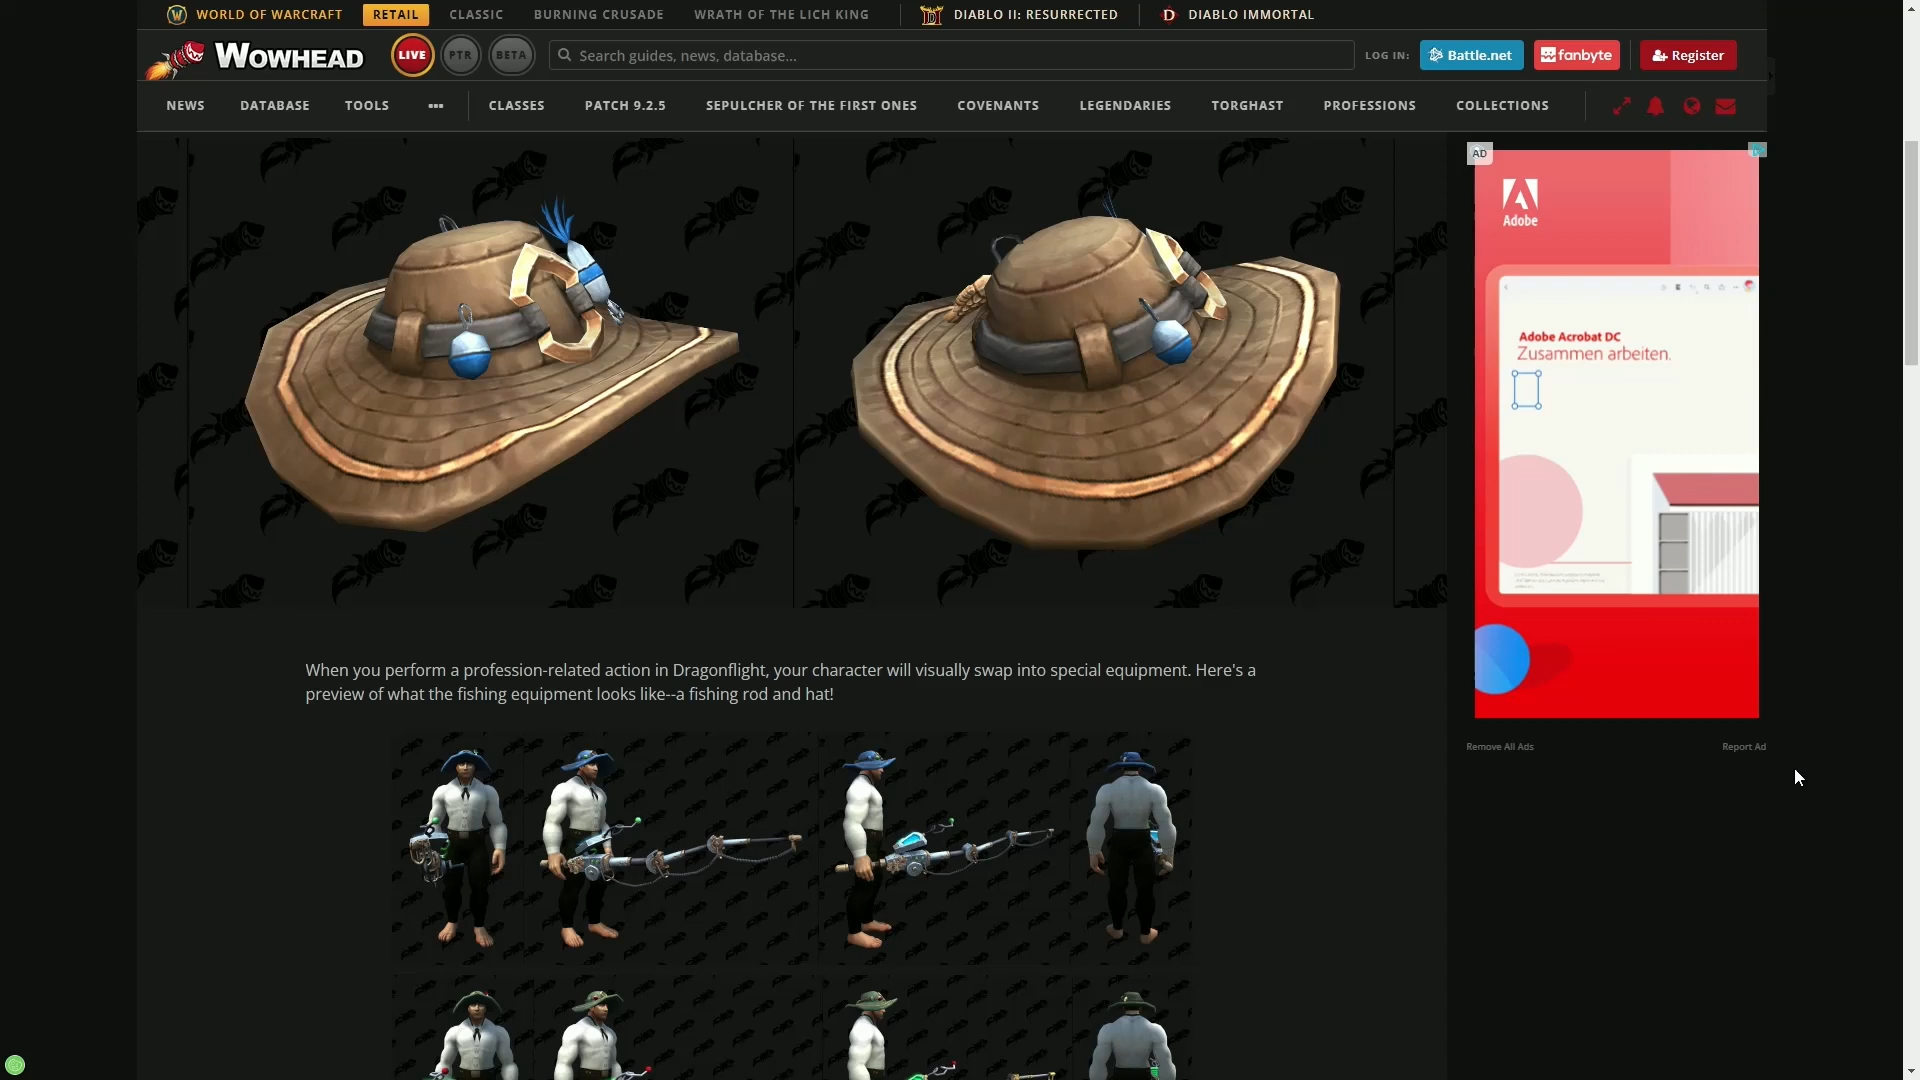 WORLD OF WARCRAFT RETAIL CLASSIC BURNING CRUSADE WRATH OF THE LICH KING DIABLO II: RESURRECTED DIABLO IMMORTAL
WOWHEAD LIVE PTR BETA Search guides, news, database... LOG IN: Battle.net fanbyte Register
NEWS DATABASE TOOLS ••• CLASSES PATCH 9.2.5 SEPULCHER OF THE FIRST ONES COVENANTS LEGENDARIES TORGHAST PROFESSIONS COLLECTIONS
AD
Adobe
Adobe Acrobat DC
Zusammen arbeiten.
When you perform a profession-related action in Dragonflight, your character will visually swap into special equipment. Here's a
preview of what the fishing equipment looks like--a fishing rod and hat!
Remove All Ads Report Ad